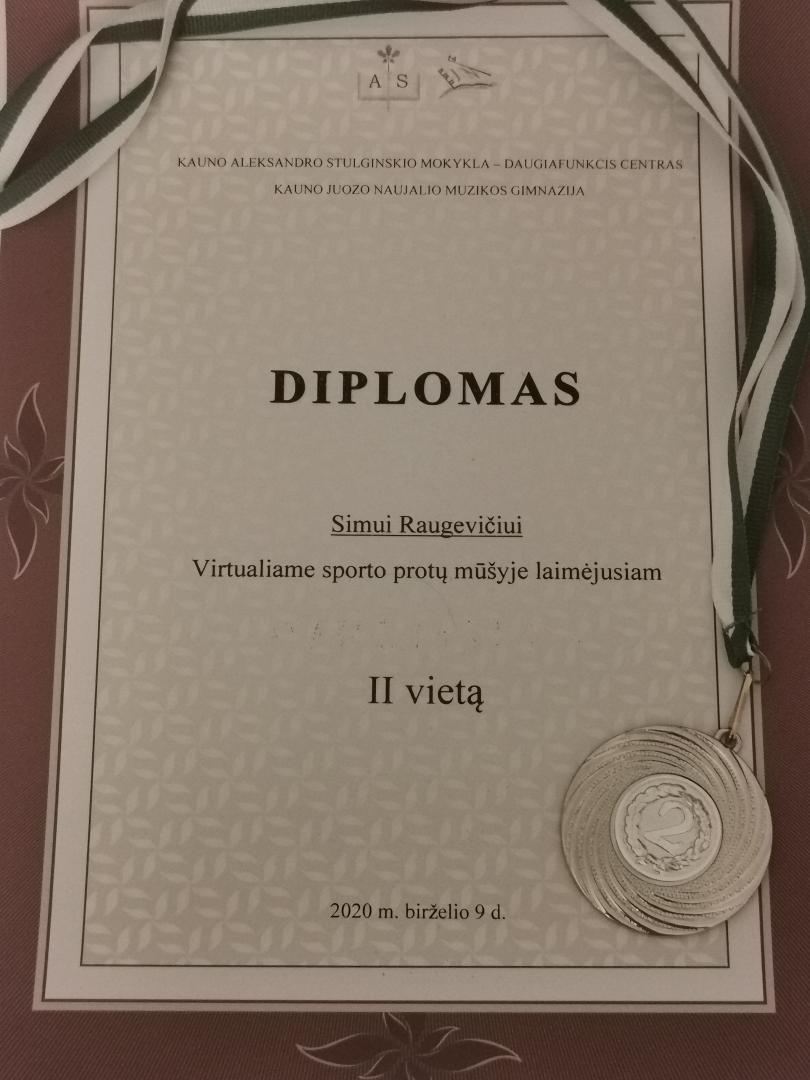 A S
KAUNO ALEKSANDRO STULGINSKIO MOKYKLA – DAUGIAFUNKCIS CENTRAS
KAUNO JUOZO NAUJALIO MUZIKOS GIMNAZIJA
DIPLOMAS
Simui Raugevičiui
Virtualiame sporto protų mūšyje laimėjusiam
II vietą
2
2020 m. birželio 9 d.